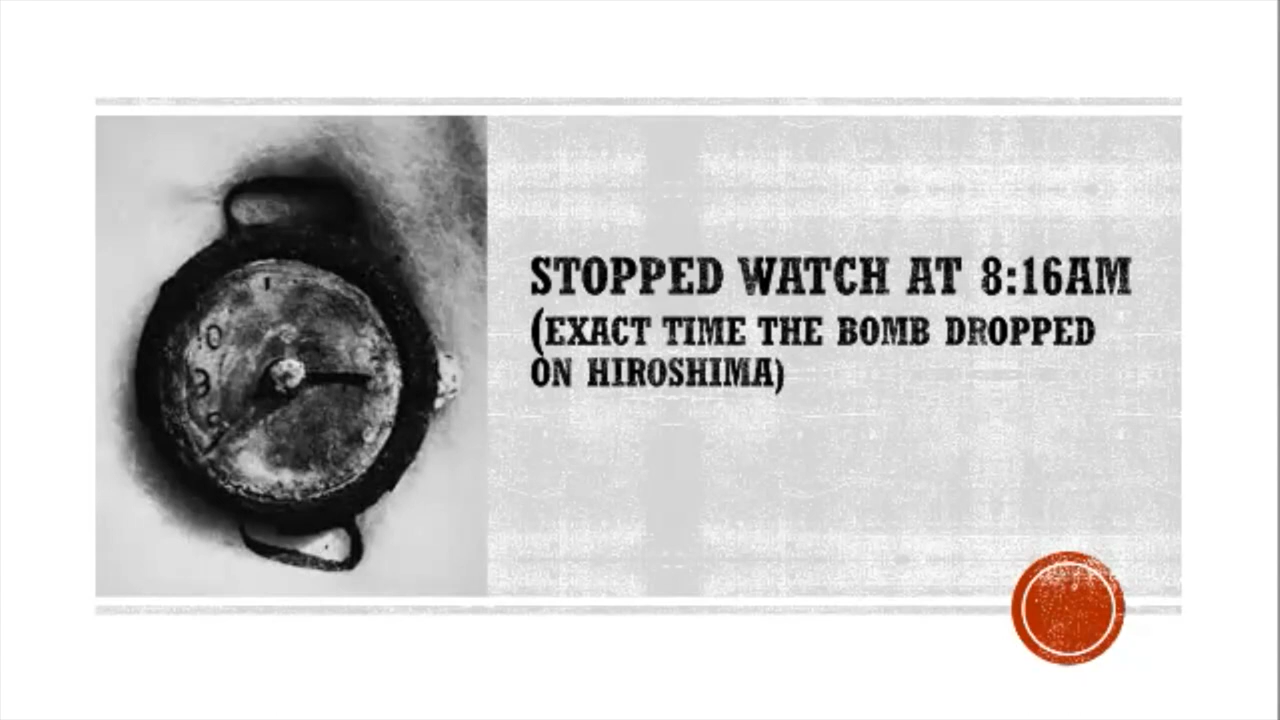 STOPPED WATCH AT 8:16AM
(EXACT TIME THE BOMB DROPPED
ON HIROSHIMA)